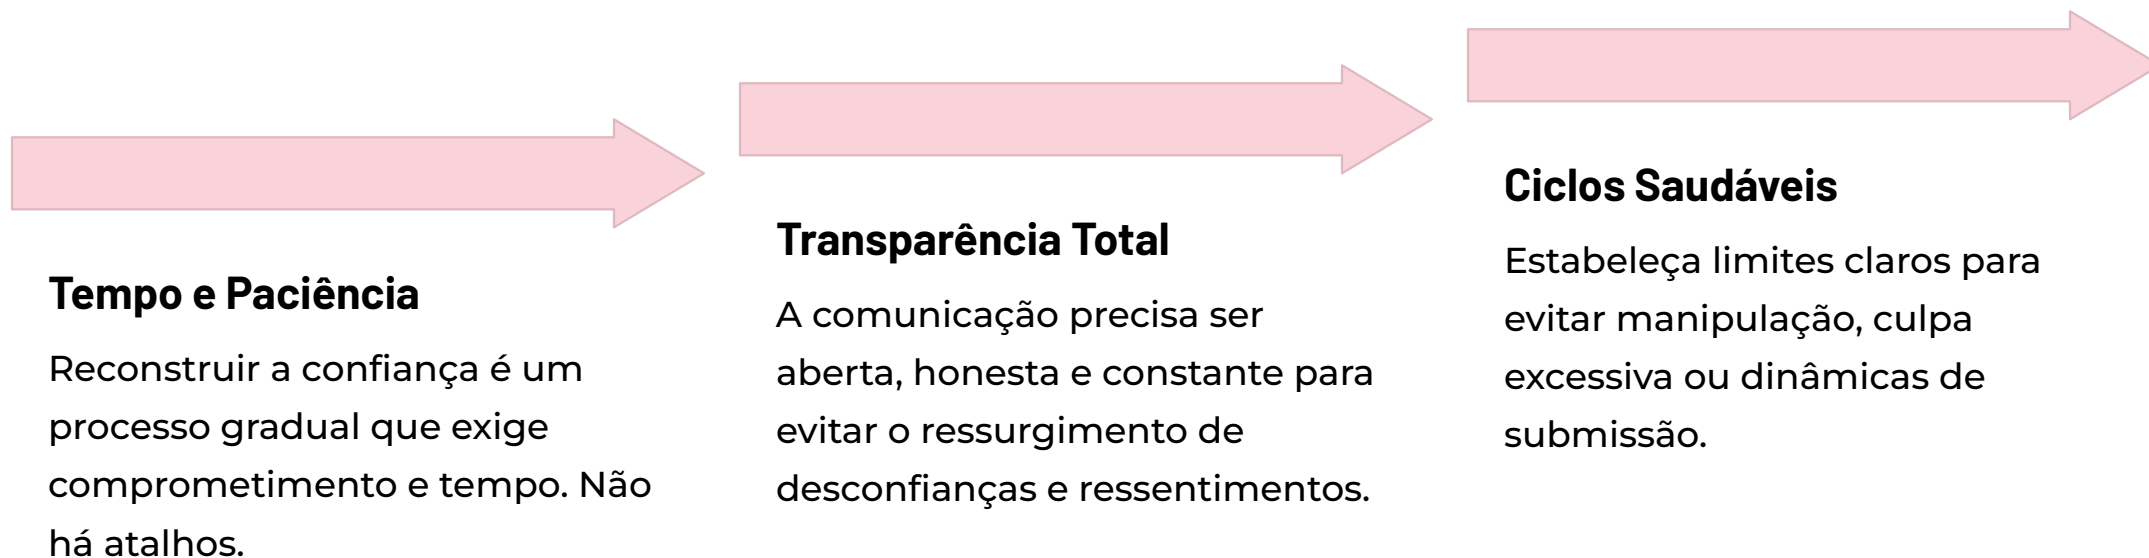 Tempo e Paciência
Reconstruir a confiança é um
processo gradual que exige
comprometimento e tempo. Não
há atalhos.
Transparência Total
A comunicação precisa ser
aberta, honesta e constante para
evitar o ressurgimento de
desconfianças e ressentimentos.
Ciclos Saudáveis
Estabeleça limites claros para
evitar manipulação, culpa
excessiva ou dinâmicas de
submissão.